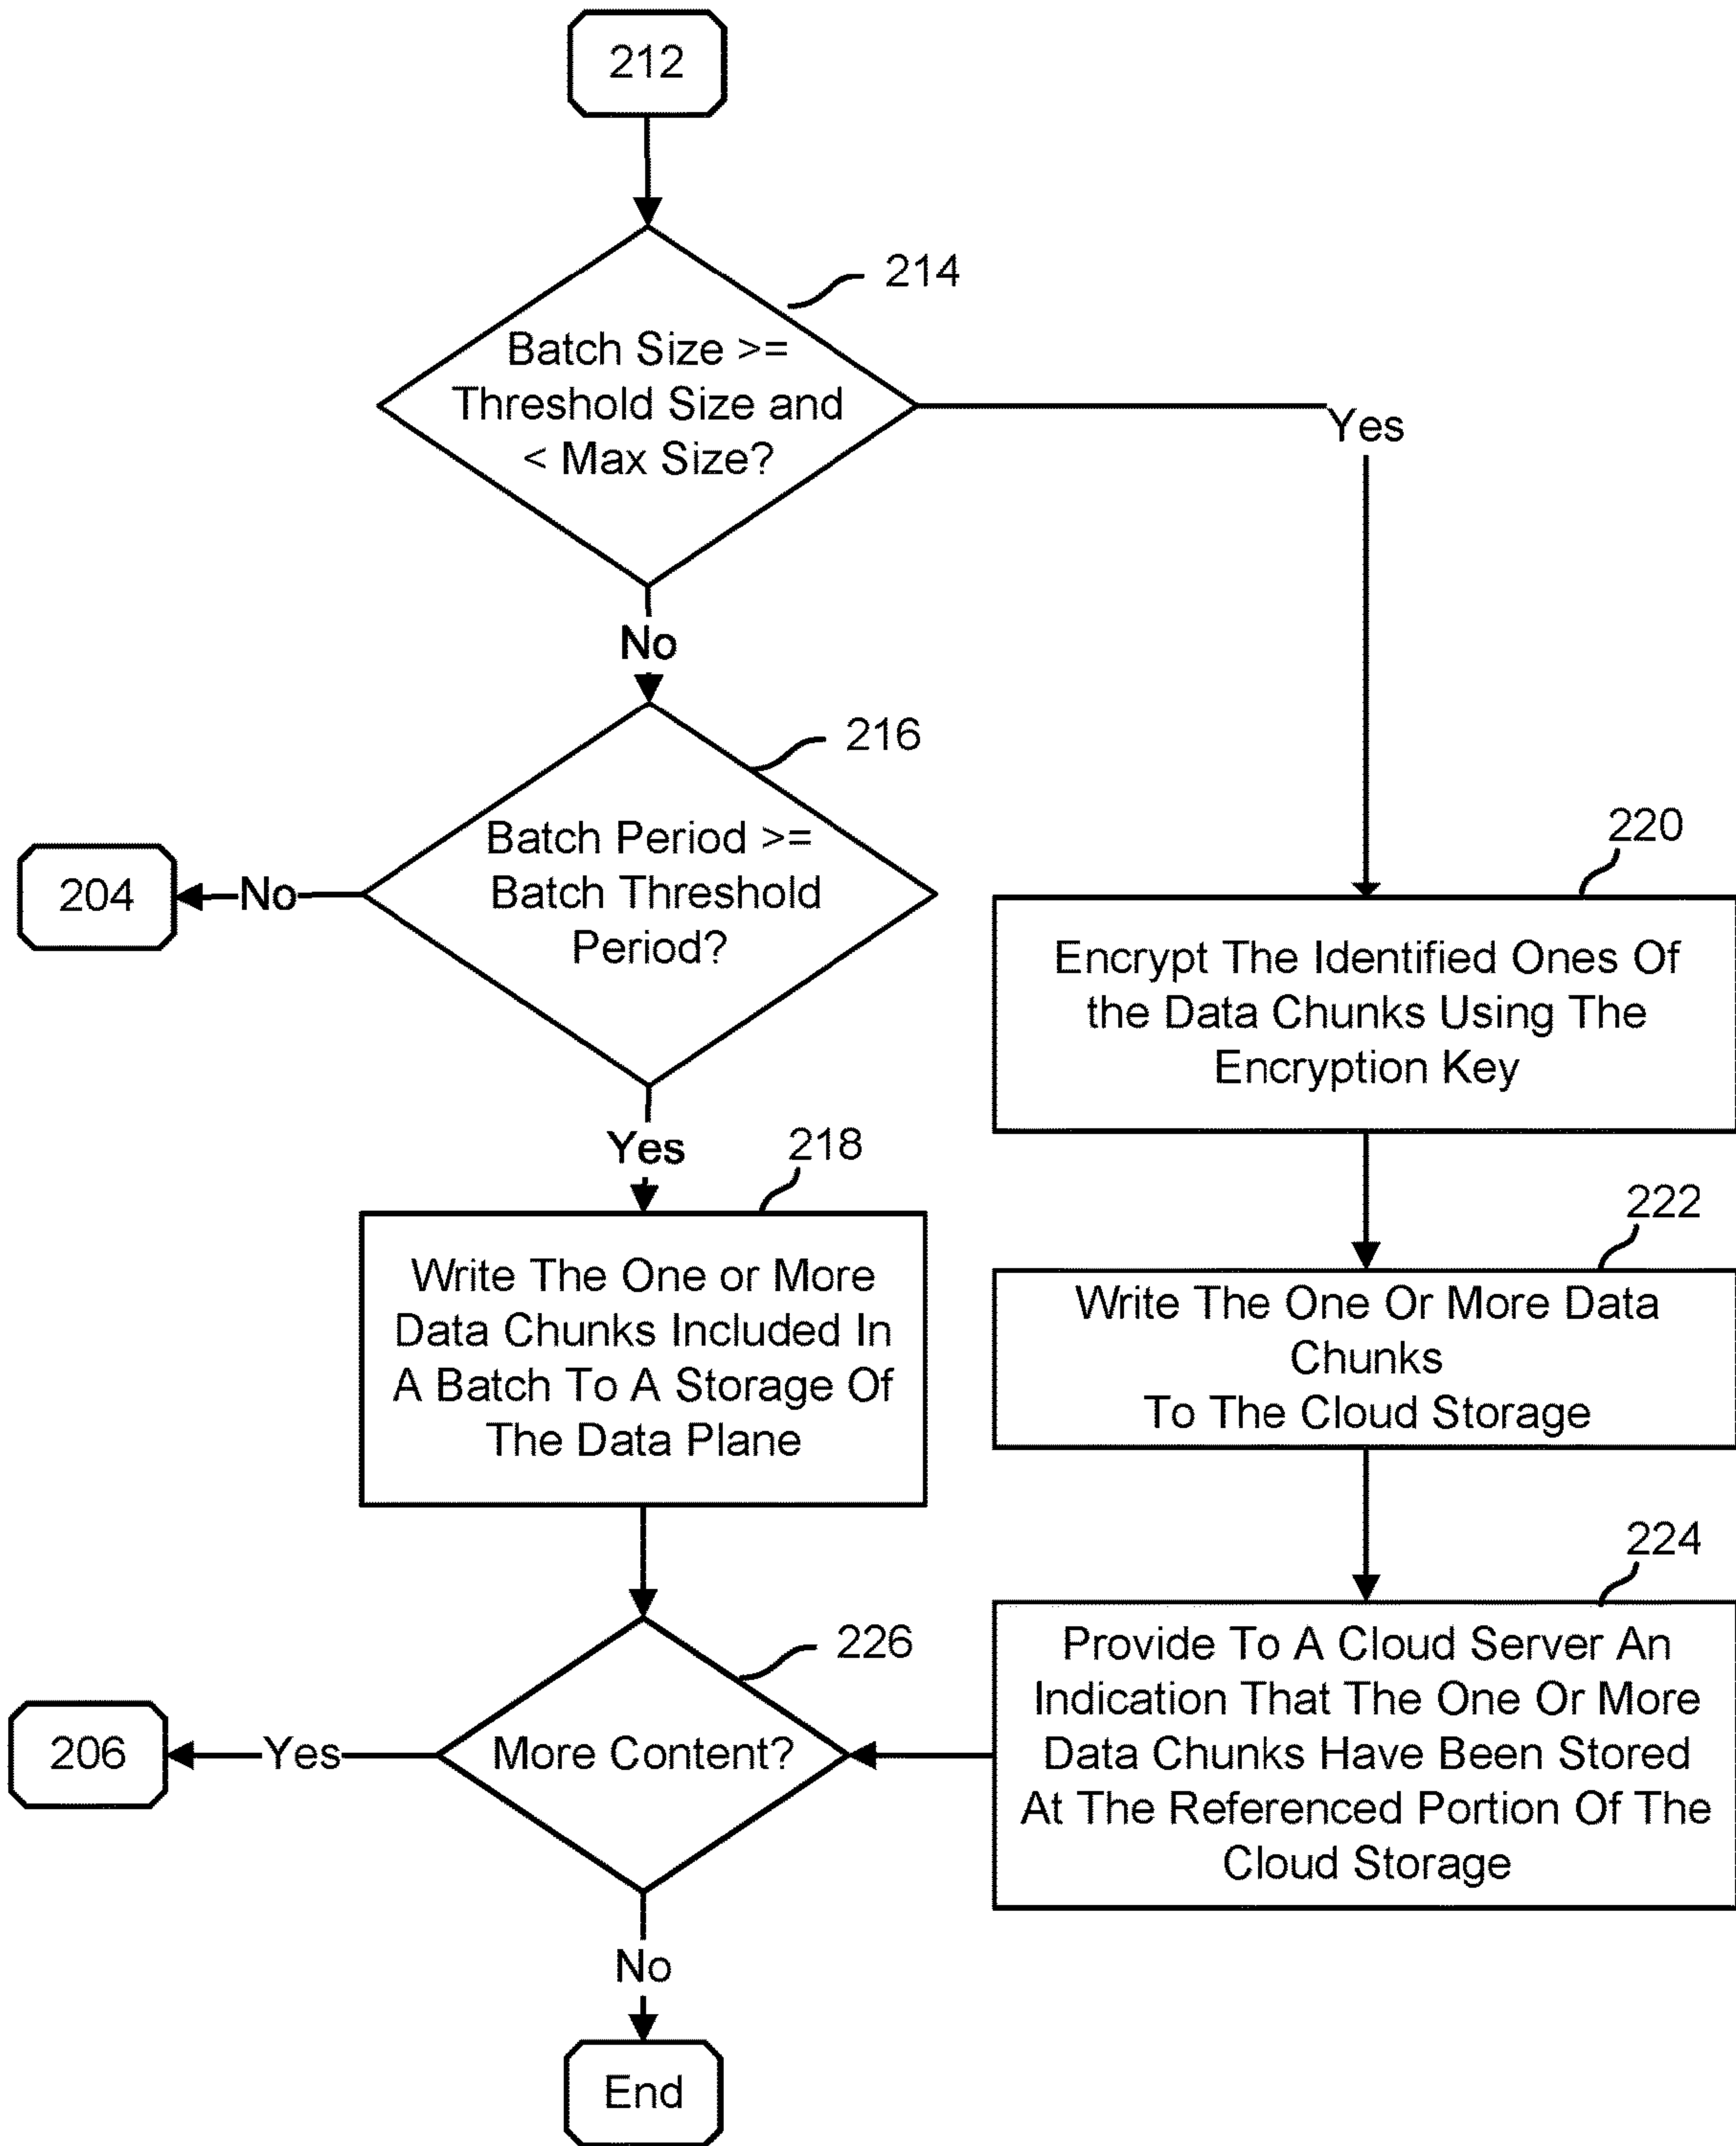 212
214
Batch Size >=
Threshold Size and
< Max Size?
Yes
No
216
Batch Period >=
Batch Threshold
Period?
204
No
220
Encrypt The Identified Ones Of
the Data Chunks Using The
Encryption Key
Yes
218
Write The One or More
Data Chunks Included In
A Batch To A Storage Of
The Data Plane
222
Write The One Or More Data
Chunks
To The Cloud Storage
224
Provide To A Cloud Server An
Indication That The One Or More
Data Chunks Have Been Stored
At The Referenced Portion Of The
Cloud Storage
226
More Content?
206
Yes
No
End